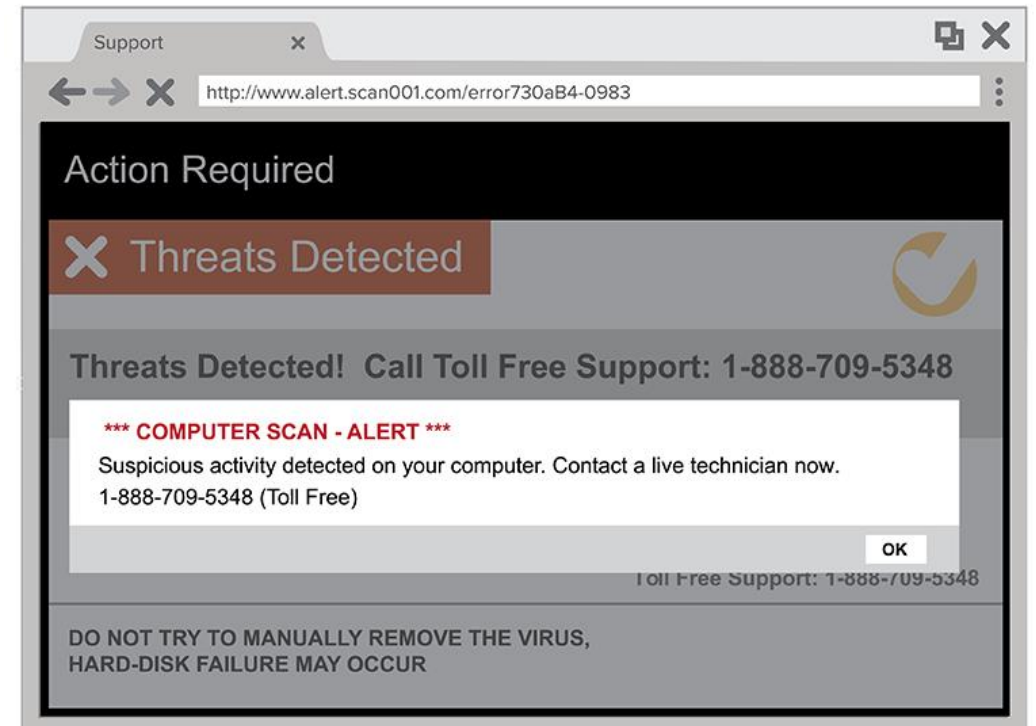 Support
http://www.alert.scan001.com/error730aB4-0983
Action Required
Threats Detected
Threats Detected! Call Toll Free Support: 1-888-709-5348
*** COMPUTER SCAN - ALERT ***
Suspicious activity detected on your computer. Contact a live technician now.
1-888-709-5348 (Toll Free)
OK
Toll Free Support: 1-888-709-5348
DO NOT TRY TO MANUALLY REMOVE THE VIRUS,
HARD-DISK FAILURE MAY OCCUR